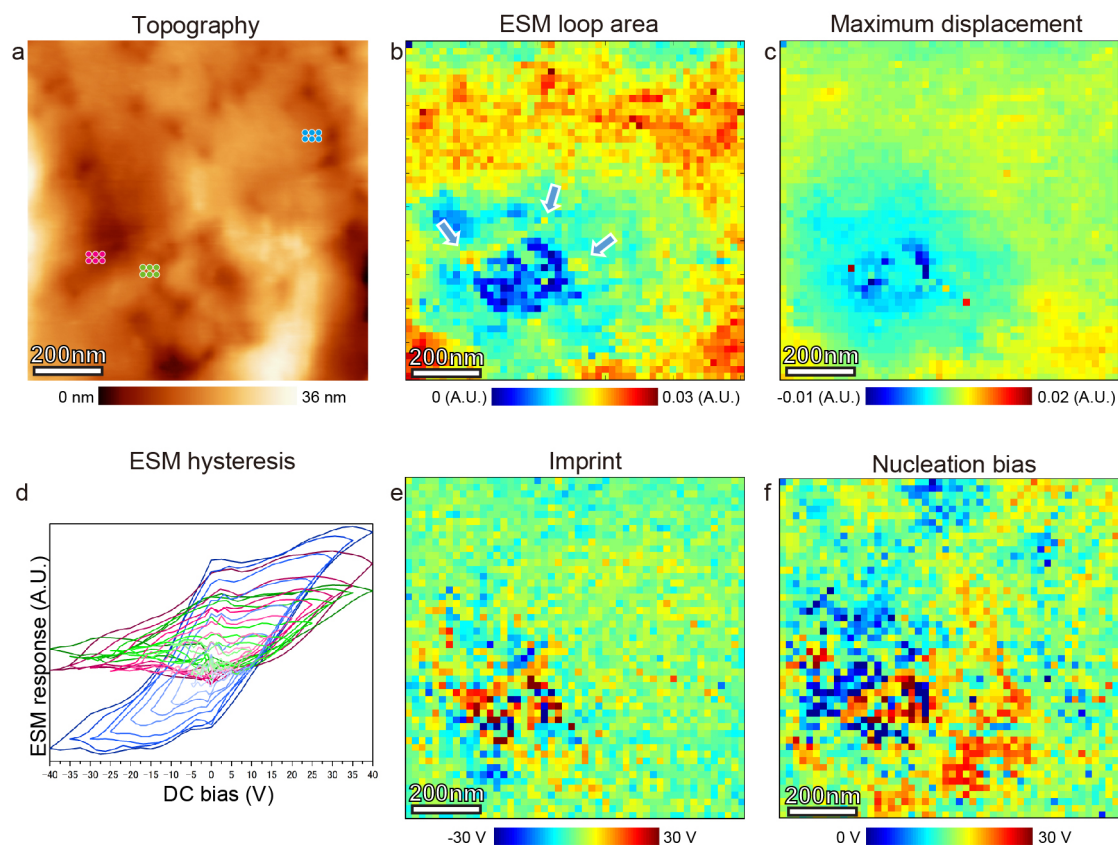 Topography
ESM loop area
Maximum displacement
a
b
c
200nm
200nm
200nm
0 nm
36 nm
0 (A.U.)
0.03 (A.U.)
-0.01 (A.U.)
0.02 (A.U.)
ESM hysteresis
Imprint
Nucleation bias
d
e
f
ESM response (A.U.)
-40 -35 -30 -25 -20 -15 -10 -5 0 5 10 15 20 25 30 35 40
DC bias (V)
200nm
200nm
-30 V
30 V
0 V
30 V